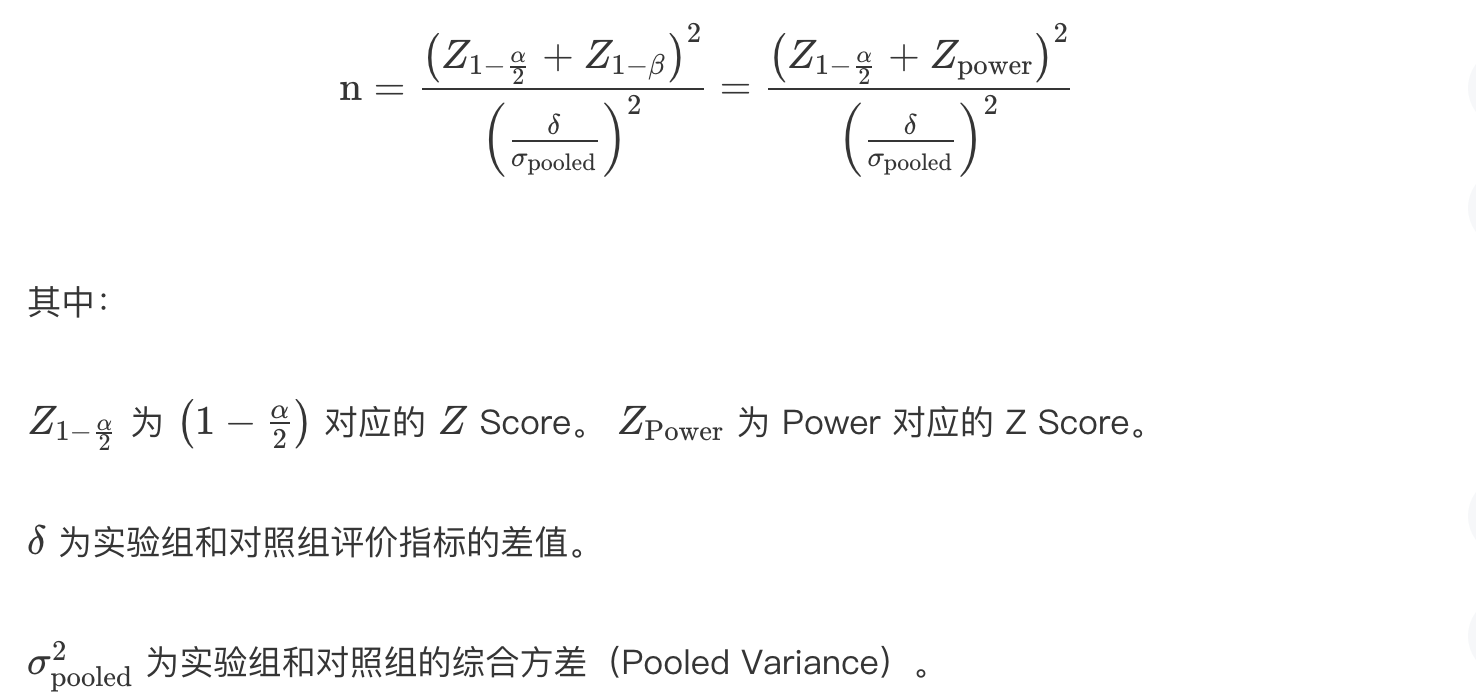 n = \frac{\left(Z_{1-\frac{\alpha}{2}} + Z_{1-\beta}\right)^2}{\left(\frac{\delta}{\sigma_{\text{pooled}}}\right)^2} = \frac{\left(Z_{1-\frac{\alpha}{2}} + Z_{\text{power}}\right)^2}{\left(\frac{\delta}{\sigma_{\text{pooled}}}\right)^2}
其中：
Z_{1-\frac{\alpha}{2}} 为 \left(1-\frac{\alpha}{2}\right) 对应的 Z Score。 Z_{\text{Power}} 为 Power 对应的 Z Score。
δ 为实验组和对照组评价指标的差值。
\sigma^2_{\text{pooled}} 为实验组和对照组的综合方差（Pooled Variance）。